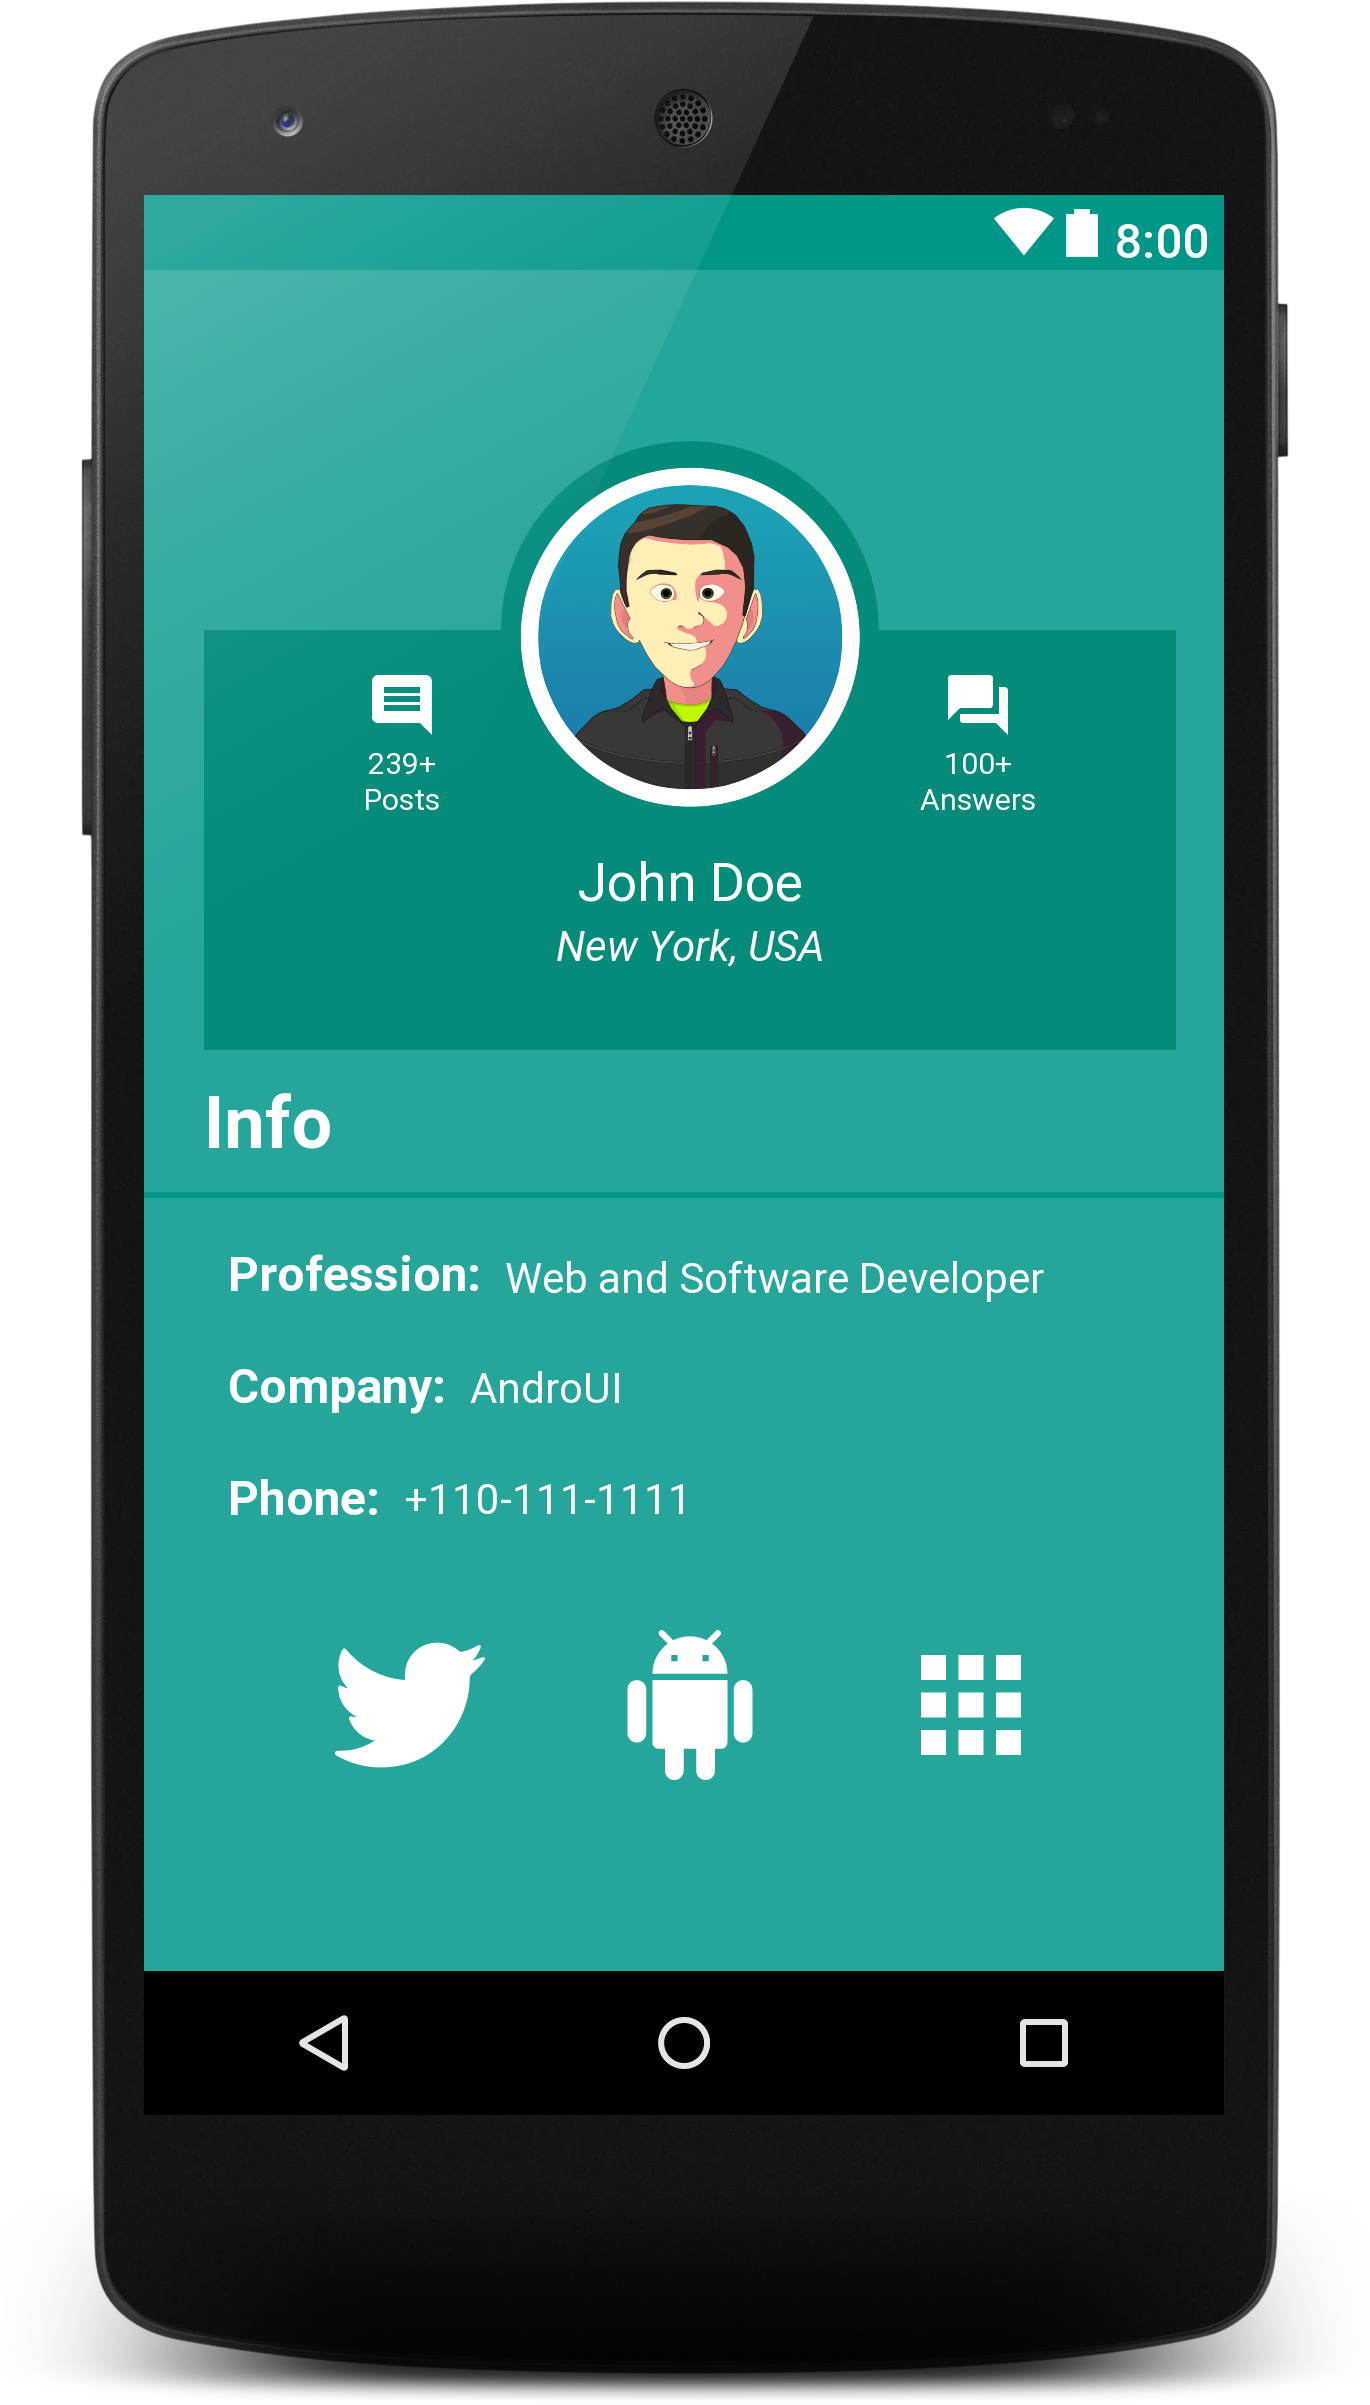 8:00
239+
Posts
100+
Answers
John Doe
New York, USA
Info
Profession: Web and Software Developer
Company: AndroUI
Phone: +110-111-1111